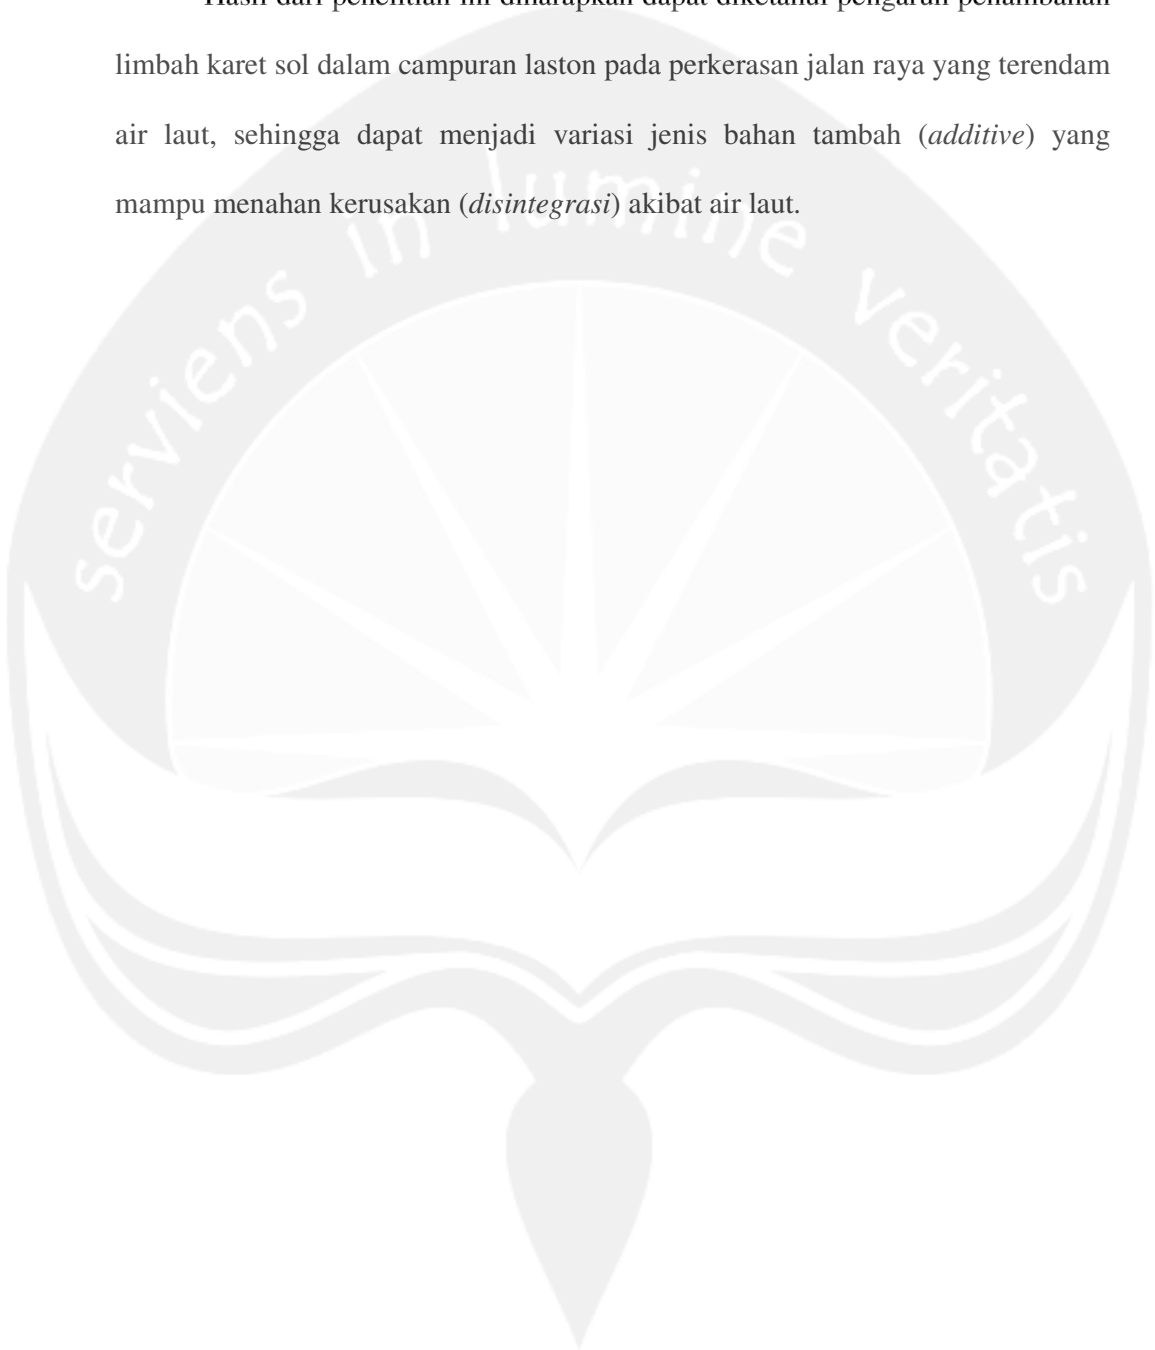 Hasil dari penelitian ini diharapkan dapat diketahui pengaruh penambahan
limbah karet sol dalam campuran laston pada perkerasan jalan raya yang terendam
air laut, sehingga dapat menjadi variasi jenis bahan tambah (additive) yang
mampu menahan kerusakan (disintegrasi) akibat air laut.
serviens in lumine veritatis